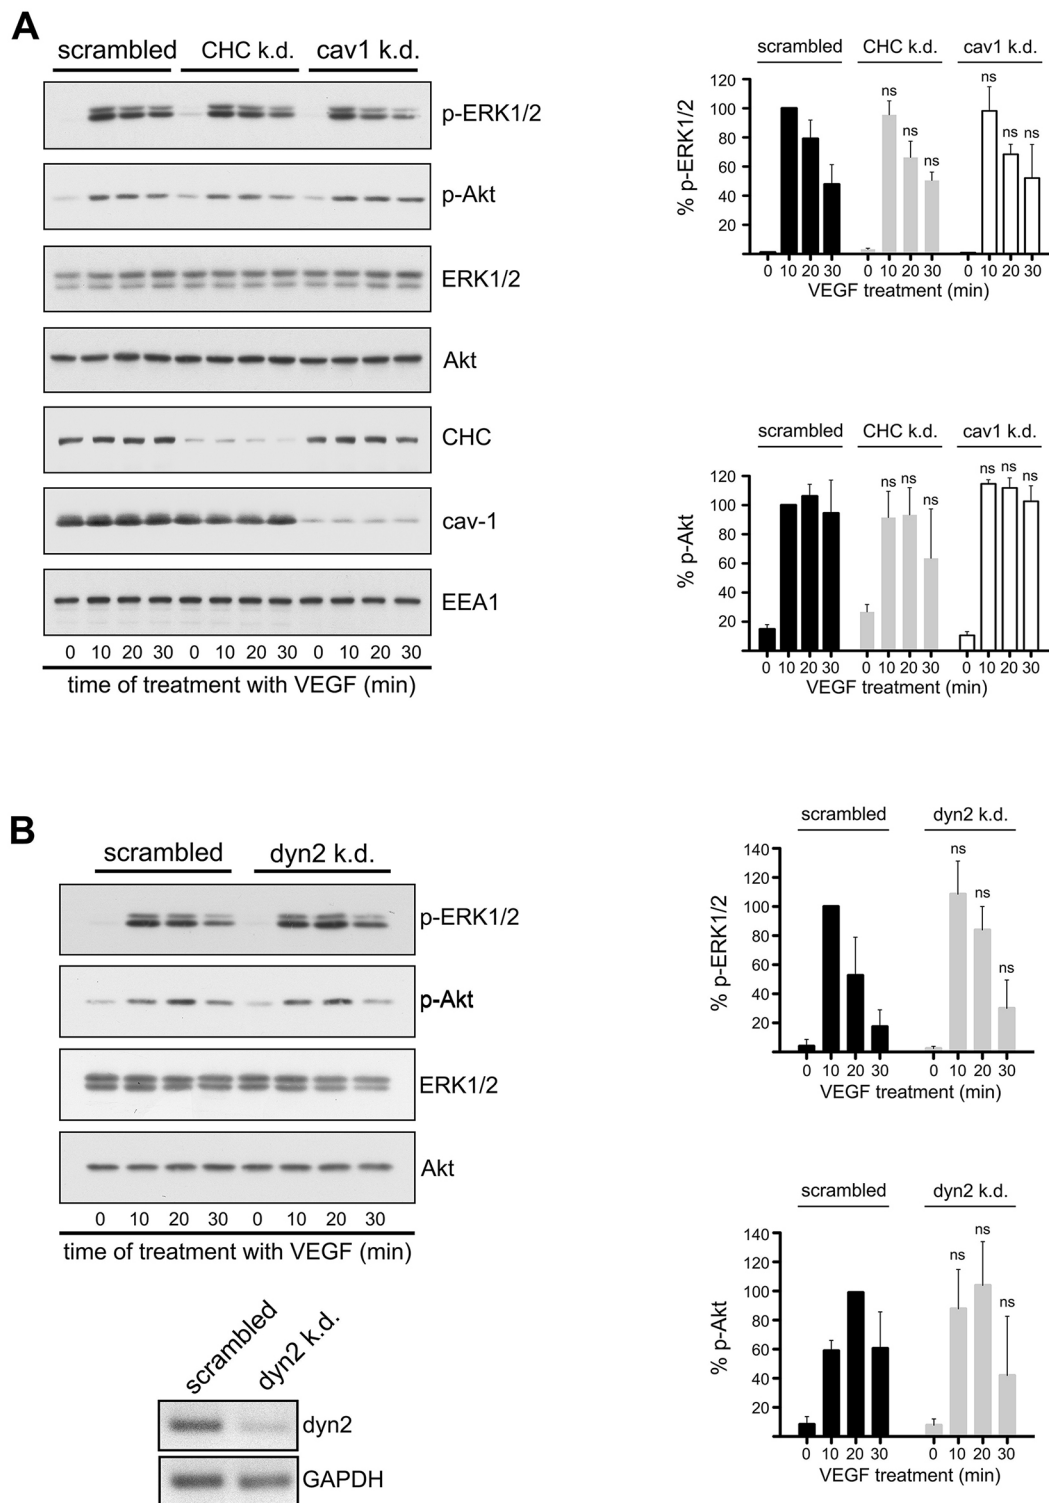 A
scrambled CHC k.d. cav1 k.d.
p-ERK1/2
p-Akt
ERK1/2
Akt
CHC
cav-1
EEA1
0 10 20 30 0 10 20 30 0 10 20 30
time of treatment with VEGF (min)
scrambled CHC k.d. cav1 k.d.
% p-ERK1/2
120
100
80
60
40
20
ns ns ns ns ns ns
0 10 20 30 0 10 20 30 0 10 20 30
VEGF treatment (min)
scrambled CHC k.d. cav1 k.d.
% p-Akt
120
100
80
60
40
20
ns ns ns ns ns ns
0 10 20 30 0 10 20 30 0 10 20 30
VEGF treatment (min)
B
scrambled dyn2 k.d.
p-ERK1/2
p-Akt
ERK1/2
Akt
0 10 20 30 0 10 20 30
time of treatment with VEGF (min)
scrambled dyn2 k.d.
dyn2
GAPDH
scrambled dyn2 k.d.
% p-ERK1/2
140
120
100
80
60
40
20
ns ns ns
0 10 20 30 0 10 20 30
VEGF treatment (min)
scrambled dyn2 k.d.
% p-Akt
140
120
100
80
60
40
20
ns ns ns
0 10 20 30 0 10 20 30
VEGF treatment (min)